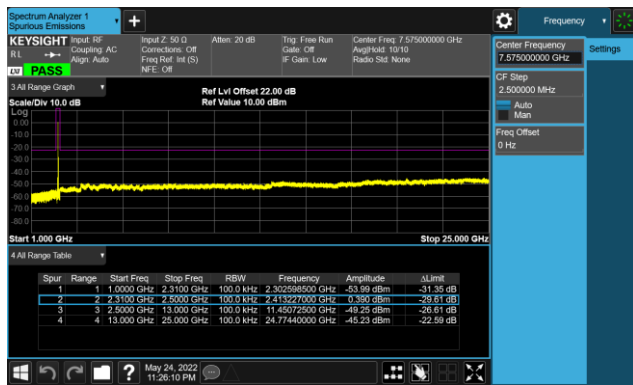 Spectrum Analyzer 1
Spurious Emissions
Frequency
KEYSIGHT Input: RF Input Z: 50 Ω Atten: 20 dB Trig: Free Run Center Freq: 7.575000000 GHz
RL Coupling: AC Corrections: Off Gate: Off Avg|Hold: 10/10
Align: Auto Freq Ref: Int (S) IF Gain: Low Radio Std: None
LXI PASS NFE: Off
Center Frequency
7.575000000 GHz
Settings
CF Step
2.500000 MHz
Auto
Man
Freq Offset
0 Hz
3 All Range Graph
Ref Lvl Offset 22.00 dB
Scale/Div 10.0 dB Ref Value 10.00 dBm
Log
0.00
-10.0
-20.0
-30.0
-40.0
-50.0
-60.0
-70.0
-80.0
Start 1.000 GHz Stop 25.000 GHz
4 All Range Table
Spur Range Start Freq Stop Freq RBW Frequency Amplitude ΔLimit
1 1 1.0000 GHz 2.3100 GHz 100.0 kHz 2.302598500 GHz -53.99 dBm -31.35 dB
2 2 2.3100 GHz 2.5000 GHz 100.0 kHz 2.413227000 GHz 0.390 dBm -29.61 dB
3 3 2.5000 GHz 13.000 GHz 100.0 kHz 11.45072500 GHz -49.25 dBm -26.61 dB
4 4 13.000 GHz 25.000 GHz 100.0 kHz 24.77440000 GHz -45.23 dBm -22.59 dB
? May 24, 2022
11:26:10 PM